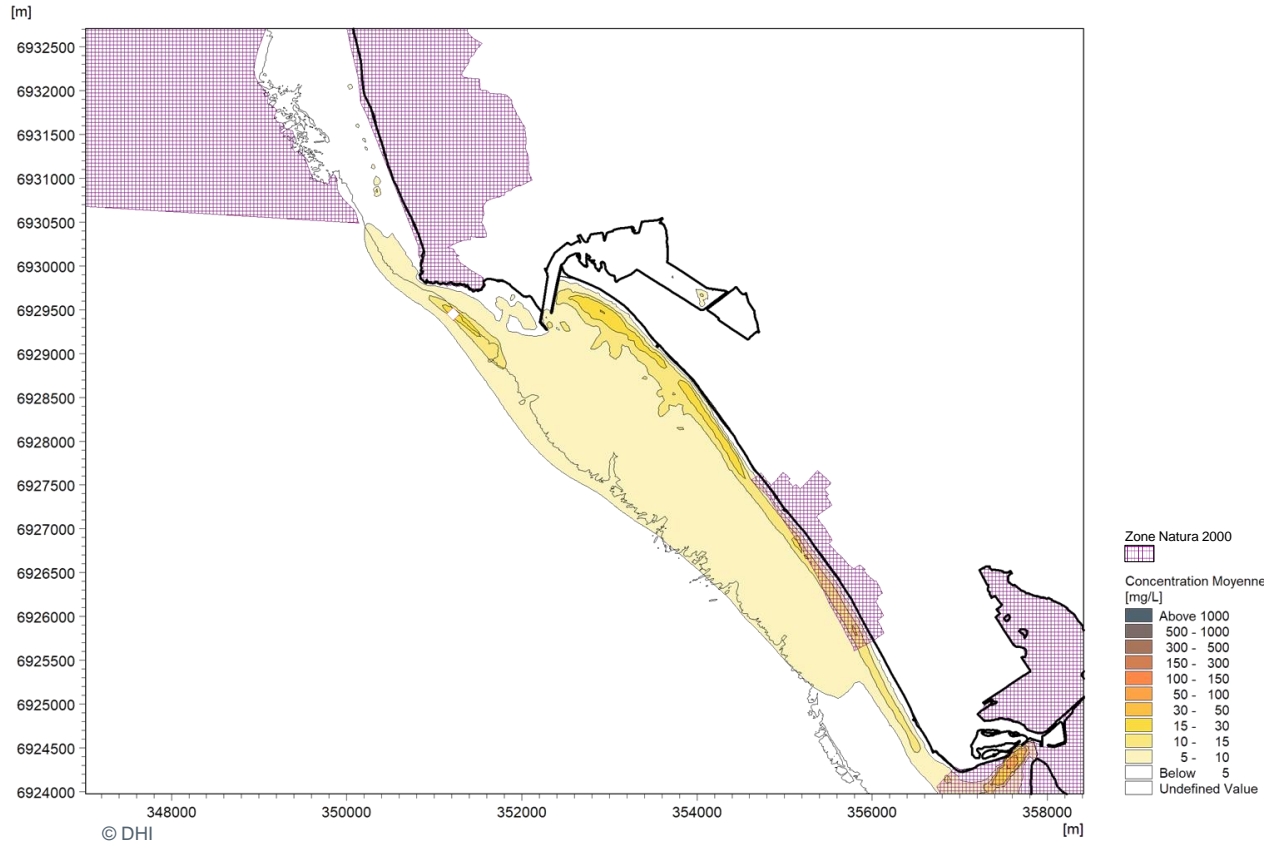 [m]
6932500
6932000
6931500
6931000
6930500
6930000
6929500
6929000
6928500
6928000
6927500
6927000
6926500
6926000
6925500
6925000
6924500
6924000
348000 350000 352000 354000 356000 358000
[m]
© DHI
Zone Natura 2000
Concentration Moyenne
[mg/L]
Above 1000
500 - 1000
300 - 500
150 - 300
100 - 150
50 - 100
30 - 50
15 - 30
10 - 15
5 - 10
Below 5
Undefined Value